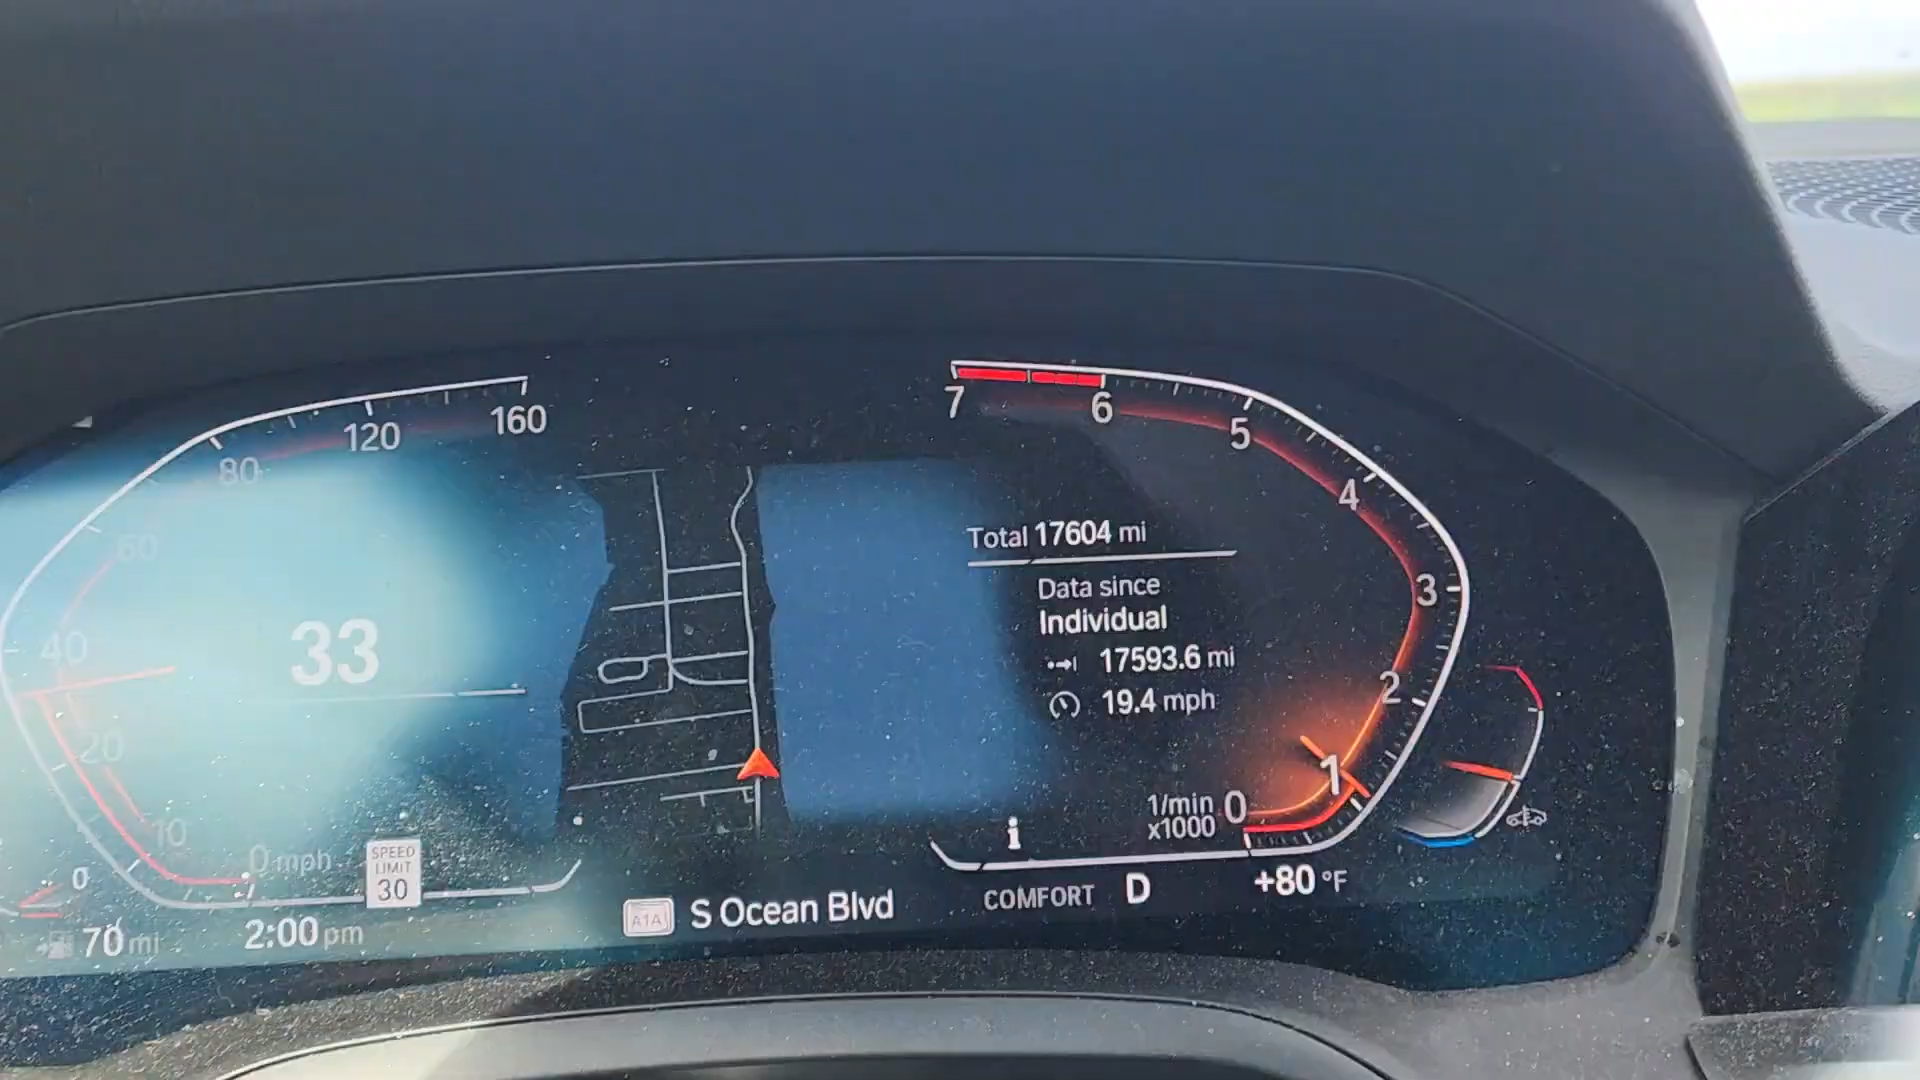 160
120
80
60
40
20
10
0 mph
33
SPEED
LIMIT
30
0
70 mi
2:00 pm
A1A
S Ocean Blvd
7
6
5
4
3
2
1
0
1/min
x1000
Total 17604 mi
Data since
Individual
17593.6 mi
19.4 mph
i
COMFORT D
+80 °F